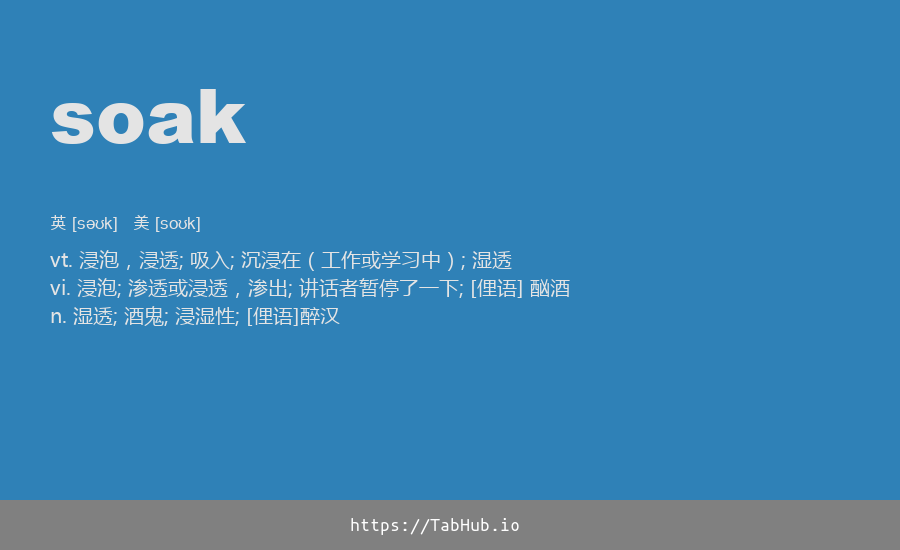 soak
英 [səʊk] 美 [soʊk]
vt. 浸泡，浸透; 吸入; 沉浸在（工作或学习中）; 湿透
vi. 浸泡; 渗透或浸透，渗出; 讲话者暂停了一下; [俚语] 酗酒
n. 湿透; 酒鬼; 浸湿性; [俚语]醉汉
https://TabHub.io